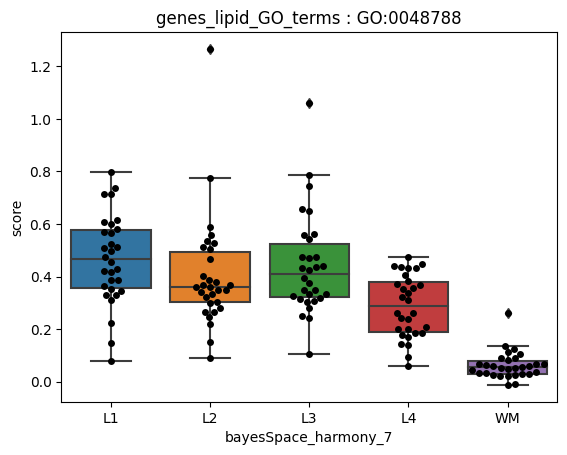 genes_lipid_GO_terms : GO:0048788
score
1.2
1.0
0.8
0.6
0.4
0.2
0.0
L1 L2 L3 L4 WM
bayesSpace_harmony_7